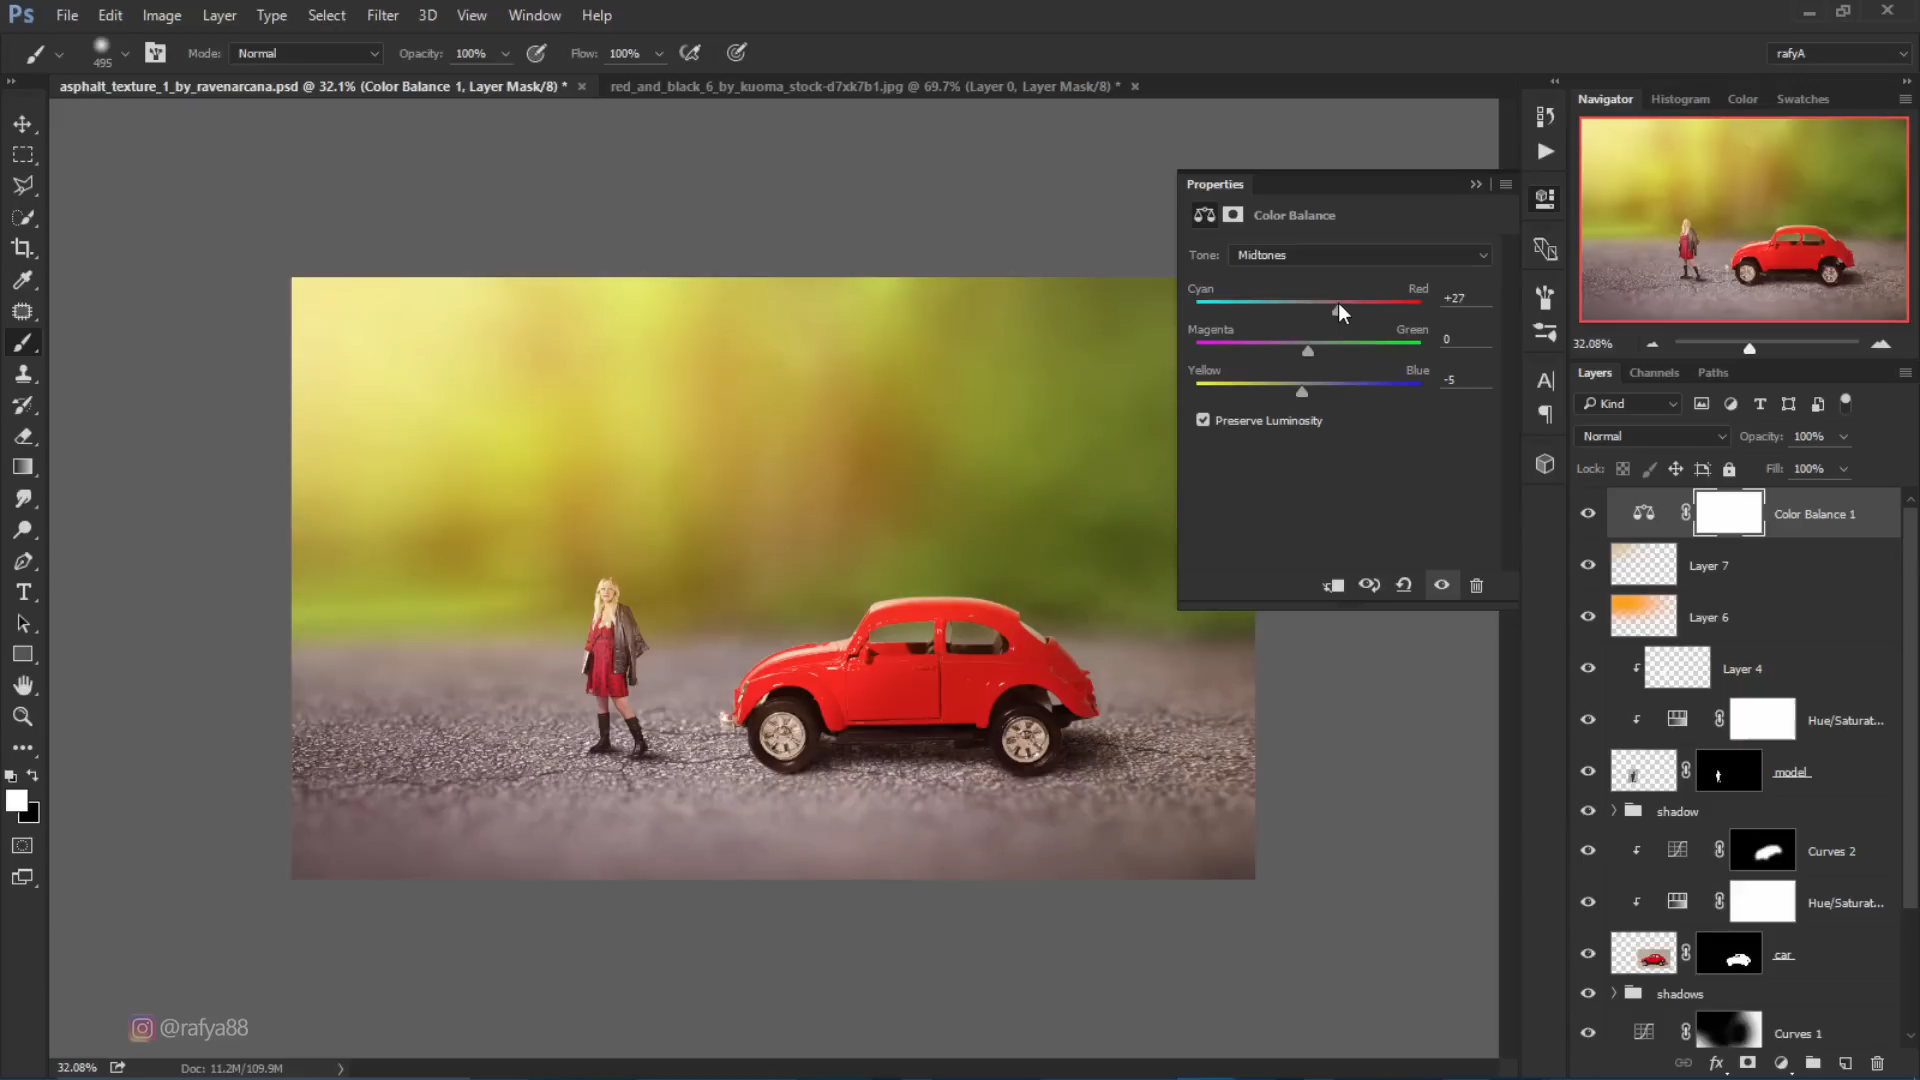 Ps File Edit Image Layer Type Select Filter 3D View Window Help
495 Mode: Normal Opacity: 100% Flow: 100% rafyA
asphalt_texture_1_by_ravenarcana.psd @ 32.1% (Color Balance 1, Layer Mask/8) * red_and_black_6_by_kuoma_stock-d7xk7b1.jpg @ 69.7% (Layer 0, Layer Mask/8) *
Navigator Histogram Color Swatches
Properties
Color Balance
Tone: Midtones
Cyan Red +27
Magenta Green 0
Yellow Blue -5
Preserve Luminosity
32.08%
Layers Channels Paths
Kind
Normal Opacity: 100%
Lock: Fill: 100%
Color Balance 1
Layer 7
Layer 6
Layer 4
Hue/Saturat...
model
shadow
Curves 2
Hue/Saturat...
car
shadows
Curves 1
@rafya88
32.08% Doc: 11.2M/109.9M